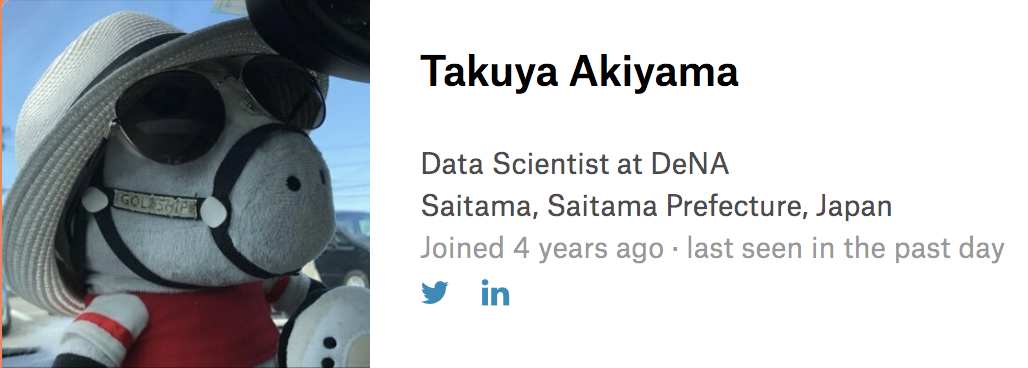 GOLDSHIP
Takuya Akiyama
Data Scientist at DeNA
Saitama, Saitama Prefecture, Japan
Joined 4 years ago · last seen in the past day
in